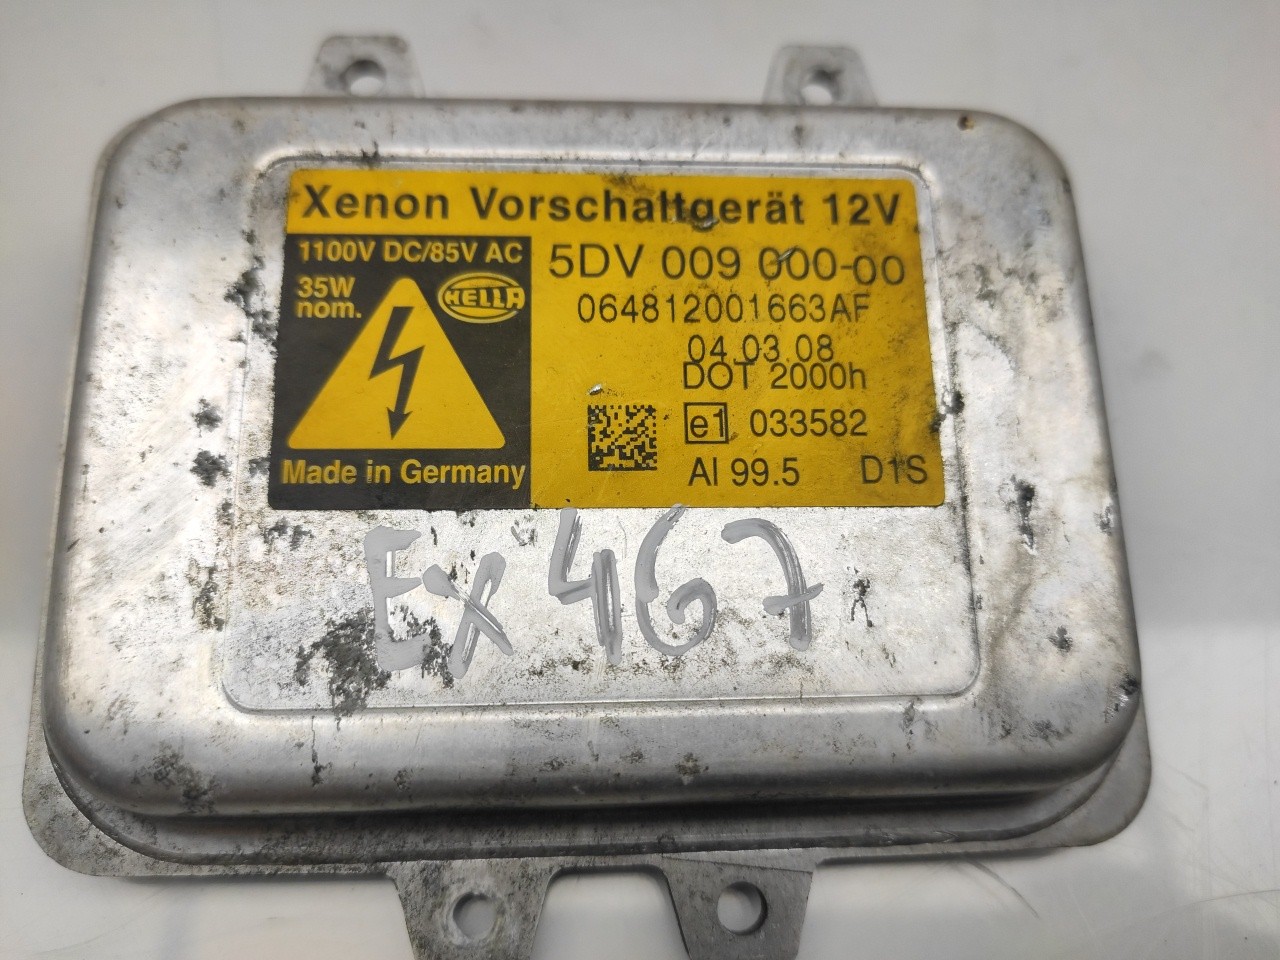 Xenon Vorschaltgerät 12V
1100V DC/85V AC
35W
nom.
HELLA
Made in Germany
5DV 009 000-00
064812001663AF
04.03.08
DOT 2000h
e1 033582
Al 99.5 D1S
Ex 467